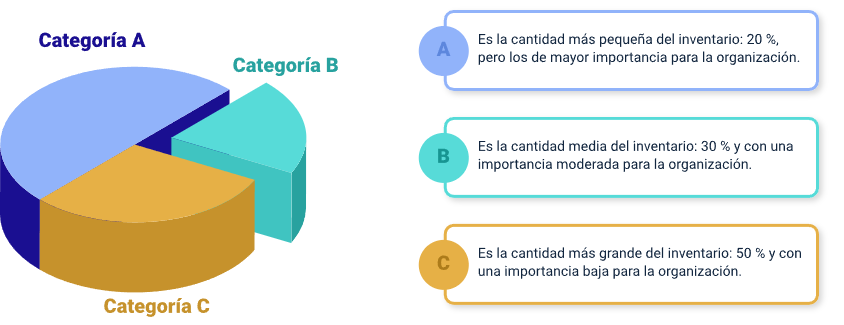 Categoría A
Categoría B
Categoría C
A
Es la cantidad más pequeña del inventario: 20 %,
pero los de mayor importancia para la organización.
B
Es la cantidad media del inventario: 30 % y con una
importancia moderada para la organización.
C
Es la cantidad más grande del inventario: 50 % y con
una importancia baja para la organización.